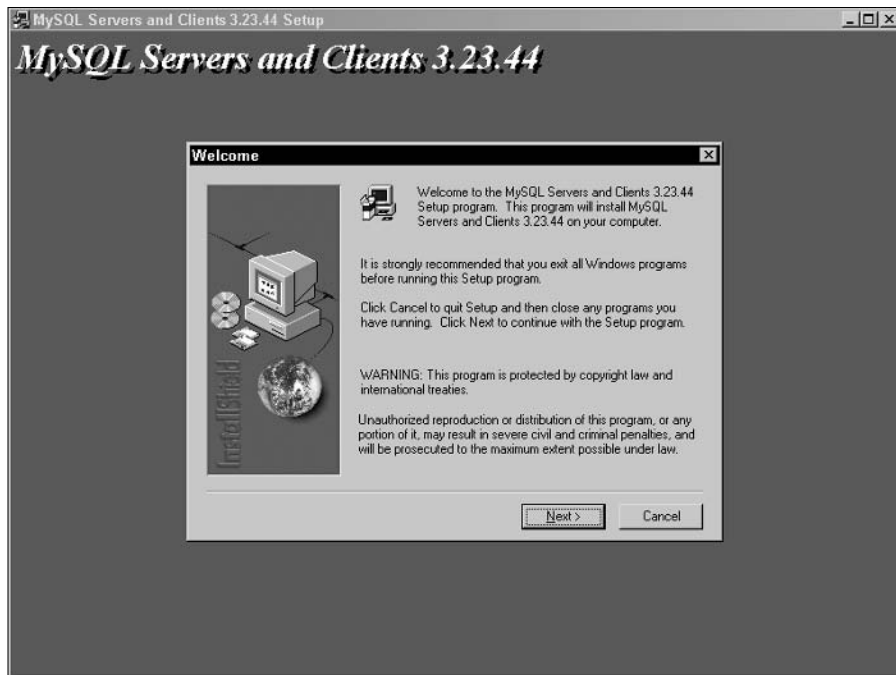 MySQL Servers and Clients 3.23.44 Setup
MySQL Servers and Clients 3.23.44
Welcome
Welcome to the MySQL Servers and Clients 3.23.44
Setup program. This program will install MySQL
Servers and Clients 3.23.44 on your computer.
It is strongly recommended that you exit all Windows programs
before running this Setup program.
Click Cancel to quit Setup and then close any programs you
have running. Click Next to continue with the Setup program.
WARNING: This program is protected by copyright law and
international treaties.
Unauthorized reproduction or distribution of this program, or any
portion of it, may result in severe civil and criminal penalties, and
will be prosecuted to the maximum extent possible under law.
InstallShield
Next >
Cancel